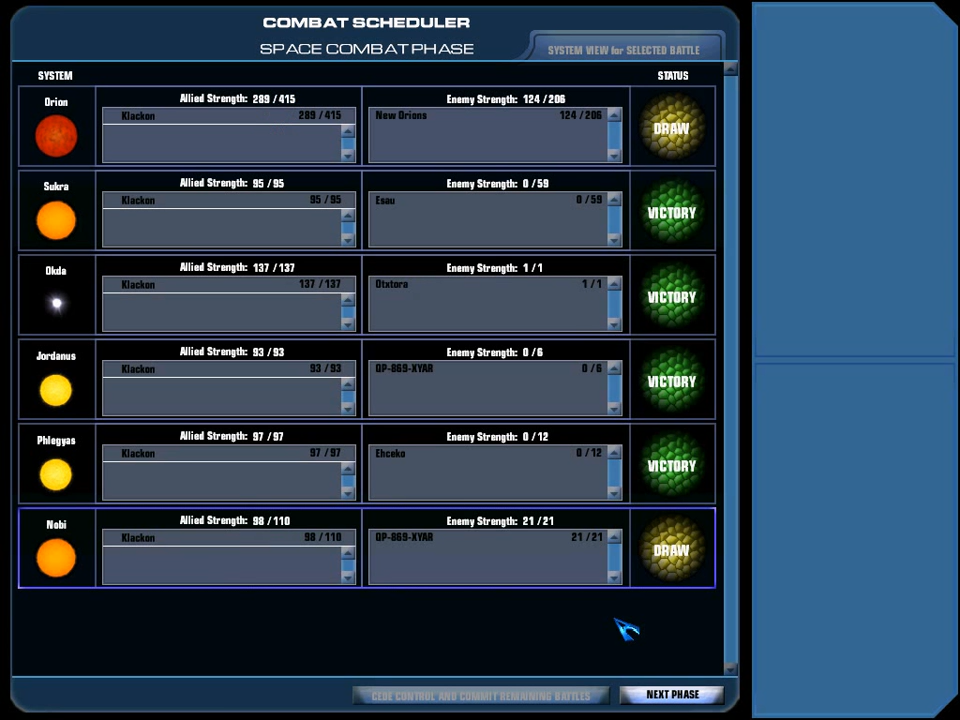 COMBAT SCHEDULER
SPACE COMBAT PHASE
SYSTEM VIEW for SELECTED BATTLE
SYSTEM STATUS
Orion
Allied Strength: 289 / 415
Enemy Strength: 124 / 206
Klackon 289 / 415
New Orions 124 / 206
DRAW
Sukra
Allied Strength: 95 / 95
Enemy Strength: 0 / 59
Klackon 95 / 95
Esau 0 / 59
VICTORY
Okda
Allied Strength: 137 / 137
Enemy Strength: 1 / 1
Klackon 137 / 137
Otxtora 1 / 1
VICTORY
Jordanus
Allied Strength: 93 / 93
Enemy Strength: 0 / 6
Klackon 93 / 93
QP-869-XYAR 0 / 6
VICTORY
Phlegyas
Allied Strength: 97 / 97
Enemy Strength: 0 / 12
Klackon 97 / 97
Ehceko 0 / 12
VICTORY
Nobi
Allied Strength: 98 / 110
Enemy Strength: 21 / 21
Klackon 98 / 110
QP-869-XYAR 21 / 21
DRAW
CEDE CONTROL AND COMMIT REMAINING BATTLES
NEXT PHASE